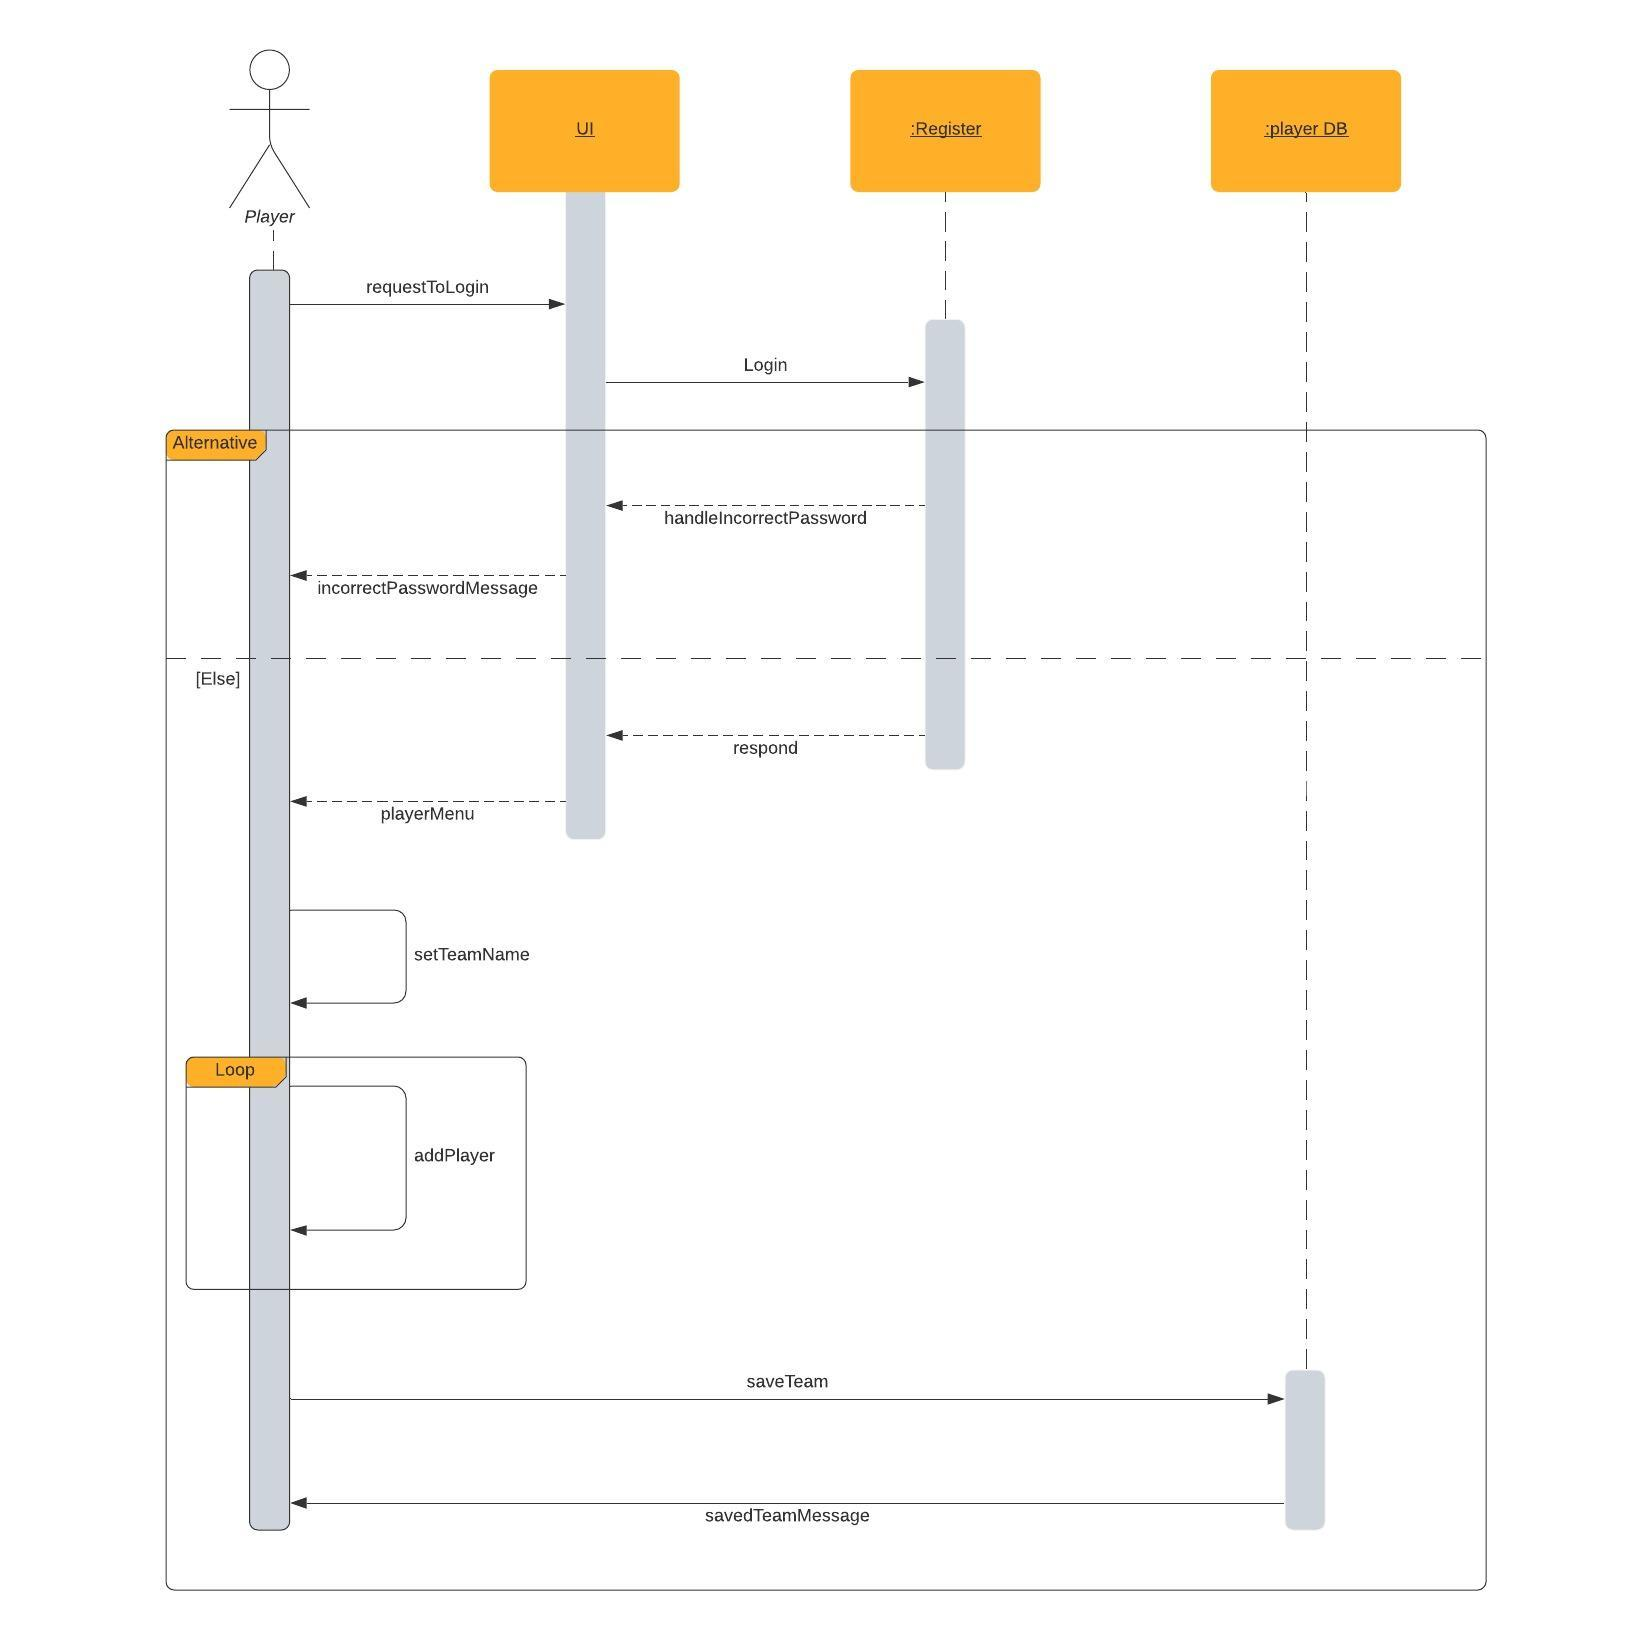 UI
:Register
:player DB
Player
requestToLogin
Login
Alternative
handleIncorrectPassword
incorrectPasswordMessage
[Else]
respond
playerMenu
setTeamName
Loop
addPlayer
saveTeam
savedTeamMessage